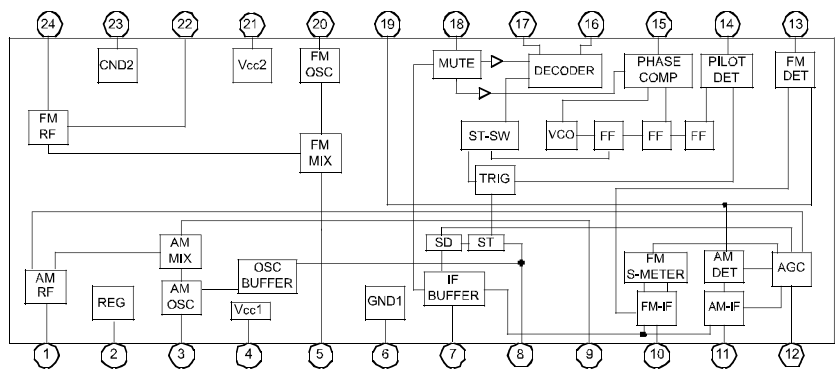 24 23 22 21 20 19 18 17 16 15 14 13
CND2
Vcc2
FM
OSC
MUTE
DECODER
PHASE
COMP
PILOT
DET
FM
DET
FM
RF
FM
MIX
ST-SW
VCO
FF
FF
FF
TRIG
AM
MIX
SD
ST
AM
RF
REG
AM
OSC
OSC
BUFFER
Vcc1
GND1
IF
BUFFER
FM
S-METER
AM
DET
AGC
FM-IF
AM-IF
1 2 3 4 5 6 7 8 9 10 11 12